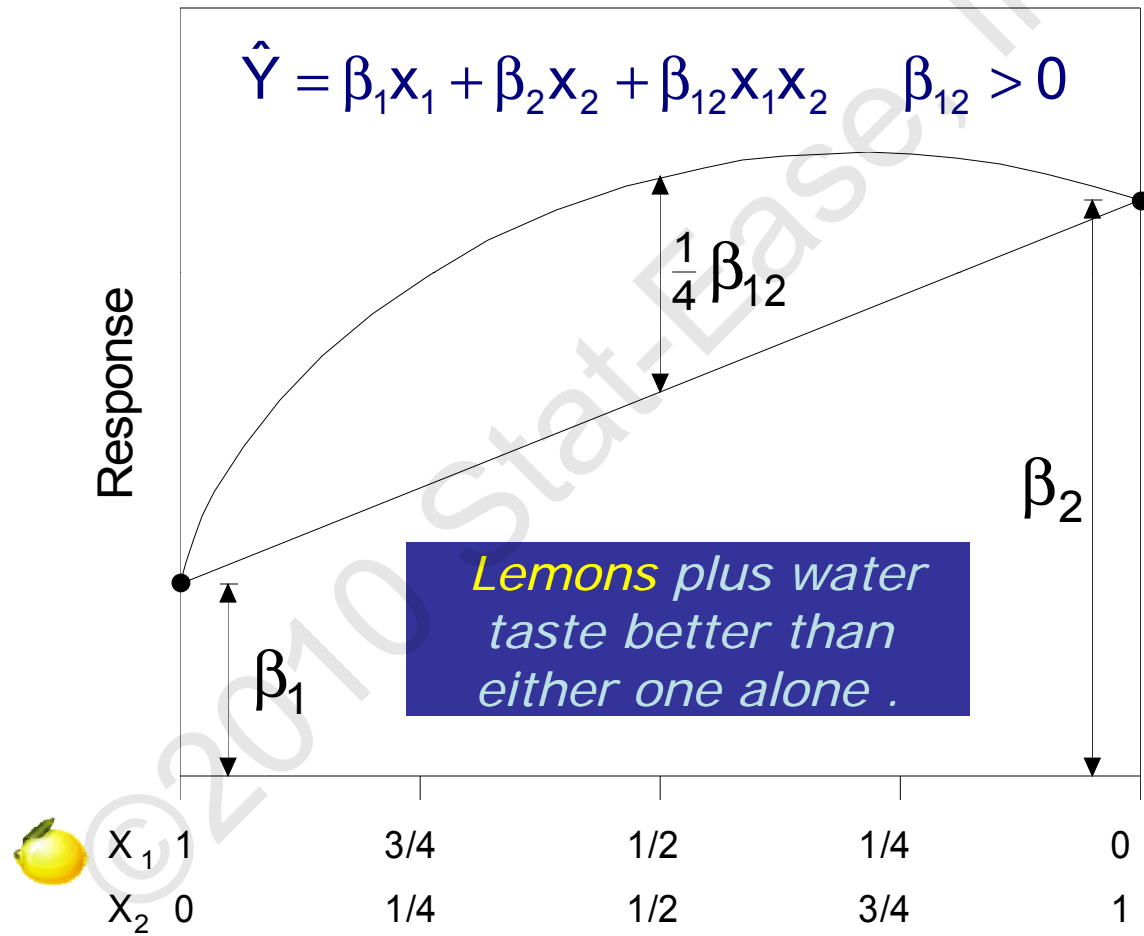 Ŷ = β₁x₁ + β₂x₂ + β₁₂x₁x₂   β₁₂ > 0
1/4 β₁₂
Response
β₂
Lemons plus water
taste better than
either one alone .
β₁
X₁ 1 3/4 1/2 1/4 0
X₂ 0 1/4 1/2 3/4 1
©2010 Stat-Ease,